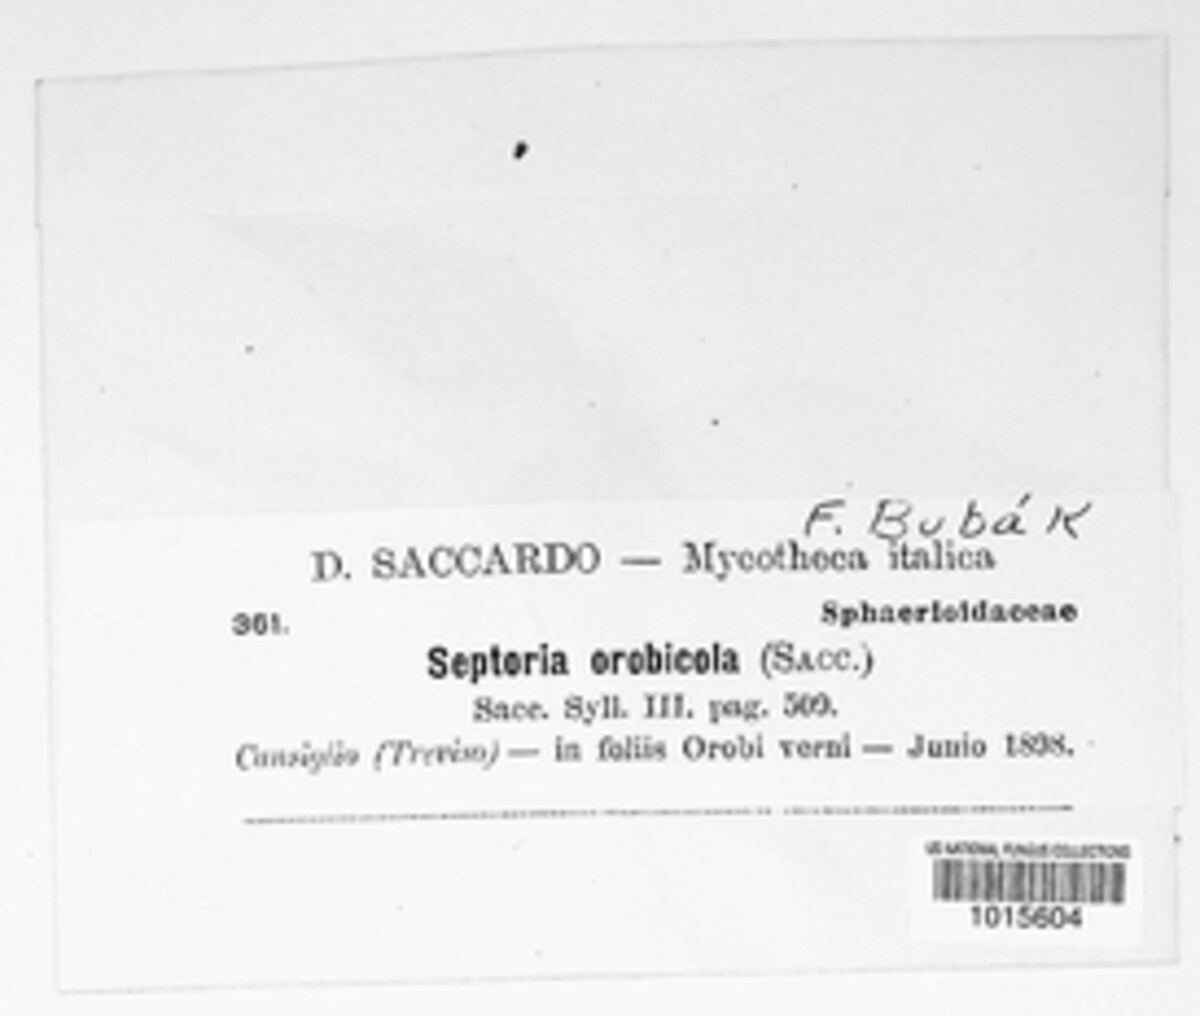 F. Bubák
D. SACCARDO — Mycotheca italica
361. Sphaerioidaceae
Septoria orobicola (SACC.)
Sacc. Syll. III. pag. 509.
Cansiglio (Treviso) — in foliis Orobi verni — Junio 1898.
US NATIONAL FUNGUS COLLECTIONS
1015604